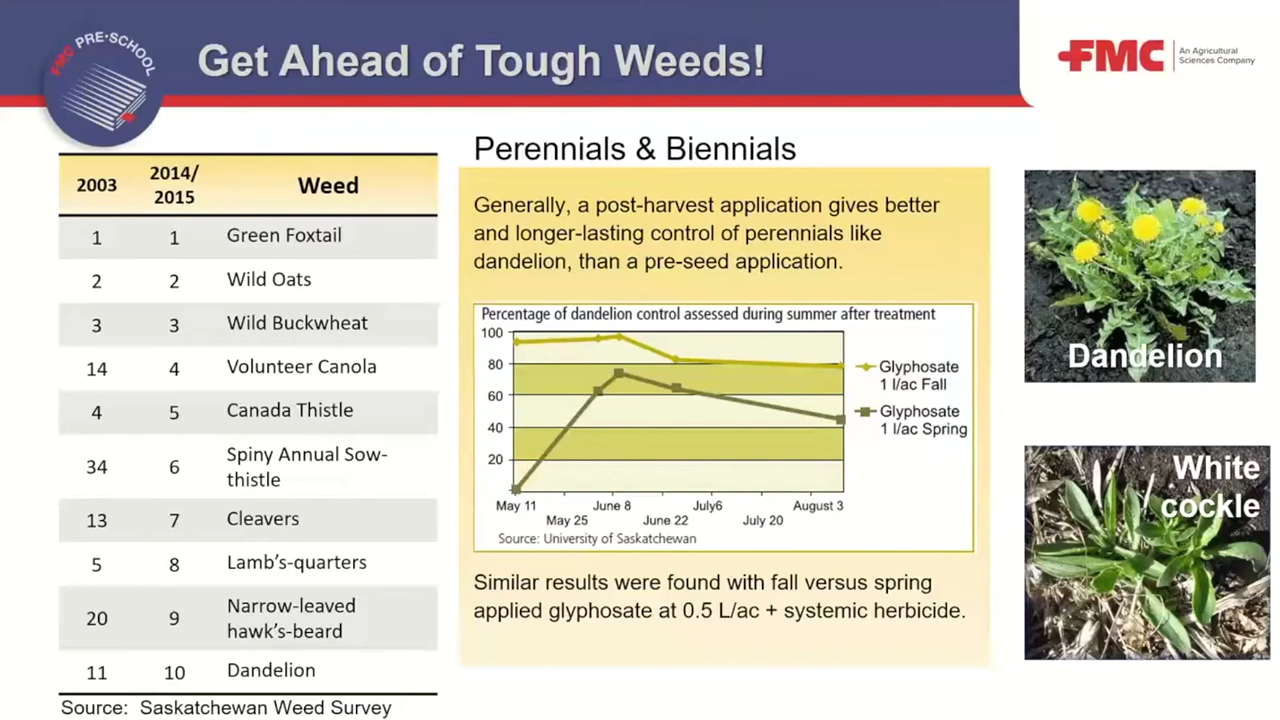 FMC PRE•SCHOOL
Get Ahead of Tough Weeds!
FMC
An Agricultural
Sciences Company
2003 2014/ 2015 Weed
1 1 Green Foxtail
2 2 Wild Oats
3 3 Wild Buckwheat
14 4 Volunteer Canola
4 5 Canada Thistle
34 6 Spiny Annual Sow-
thistle
13 7 Cleavers
5 8 Lamb's-quarters
20 9 Narrow-leaved
hawk's-beard
11 10 Dandelion
Source: Saskatchewan Weed Survey
Perennials & Biennials
Generally, a post-harvest application gives better
and longer-lasting control of perennials like
dandelion, than a pre-seed application.
Percentage of dandelion control assessed during summer after treatment
100
80
60
40
20
May 11 June 8 July6 August 3
May 25 June 22 July 20
Glyphosate
1 l/ac Fall
Glyphosate
1 l/ac Spring
Source: University of Saskatchewan
Similar results were found with fall versus spring
applied glyphosate at 0.5 L/ac + systemic herbicide.
Dandelion
White
cockle